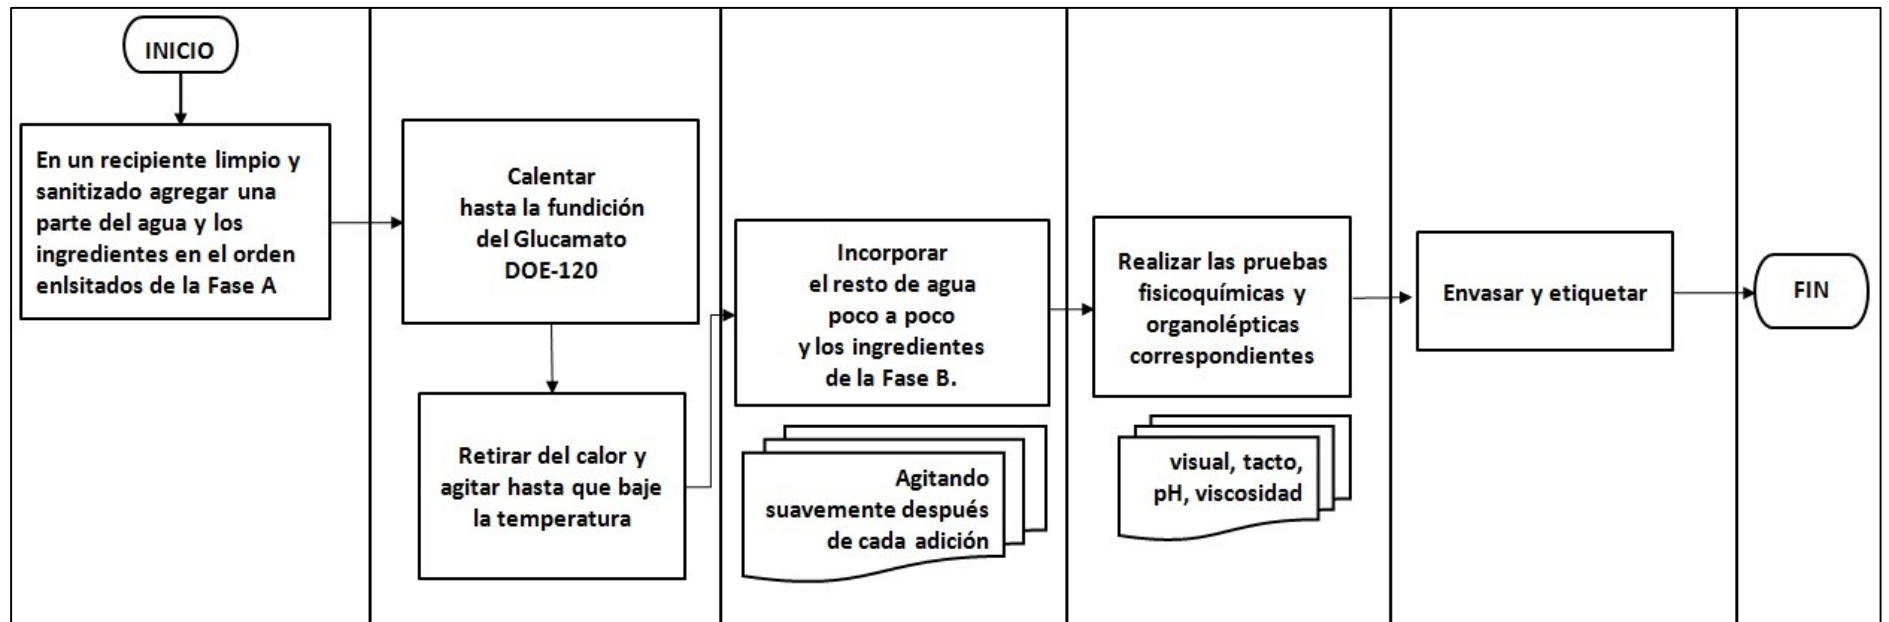 INICIO
En un recipiente limpio y
sanitizado agregar una
parte del agua y los
ingredientes en el orden
enlsitados de la Fase A
Calentar
hasta la fundición
del Glucamato
DOE-120
Retirar del calor y
agitar hasta que baje
la temperatura
Incorporar
el resto de agua
poco a poco
y los ingredientes
de la Fase B.
Agitando
suavemente después
de cada adición
Realizar las pruebas
fisicoquímicas y
organolépticas
correspondientes
visual, tacto,
pH, viscosidad
Envasar y etiquetar
FIN